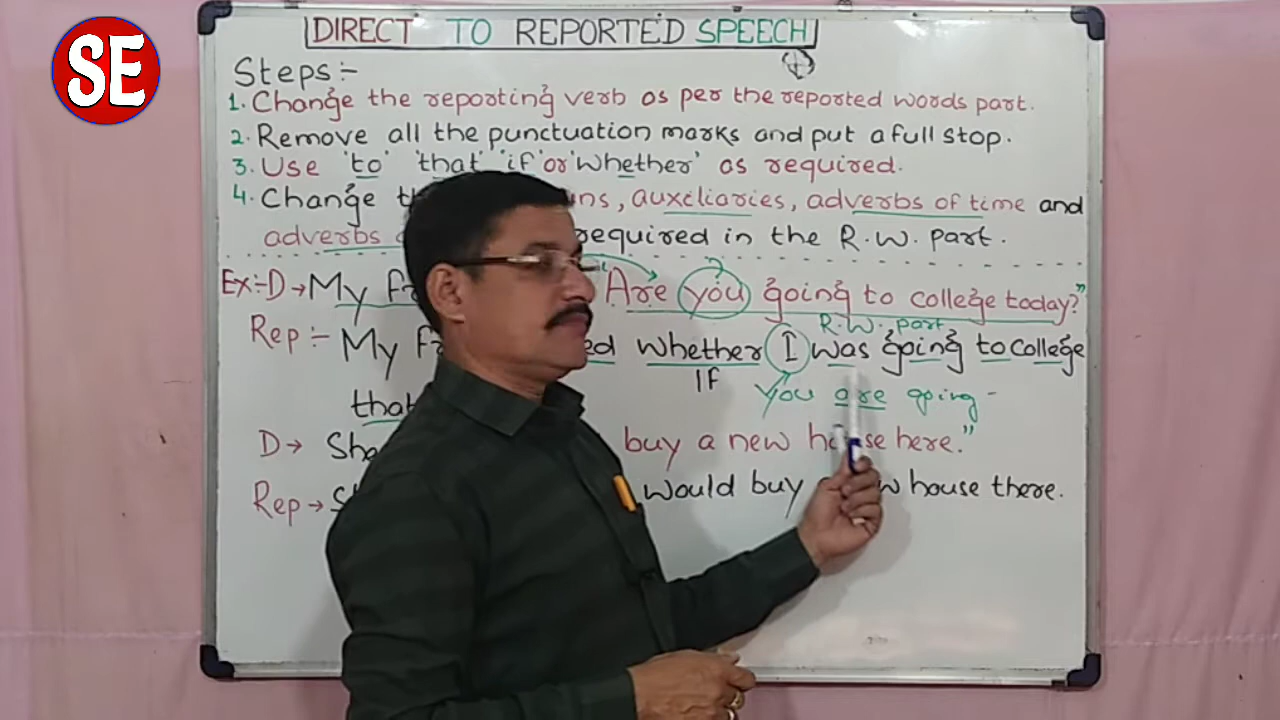 SE
DIRECT TO REPORTED SPEECH
Steps :-
1. Change the reporting verb as per the reported words part.
2. Remove all the punctuation marks and put a full stop.
3. Use 'to' 'that' 'if' or 'whether' as required.
4. Change , auxiliaries, adverbs of time and
adverbs required in the R.W. part.
Ex:- D → My Are you going to college today?"
R.W. part
Rep :- My whether I was going to college
If
that you are going -
D → buy a new house here."
Rep → would buy a new house there.